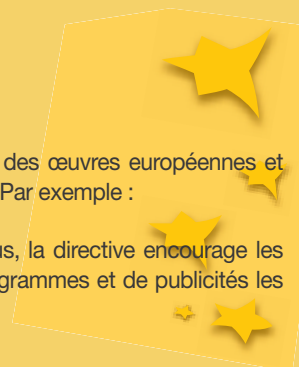 des œuvres européennes et
Par exemple :
us, la directive encourage les
grammes et de publicités les